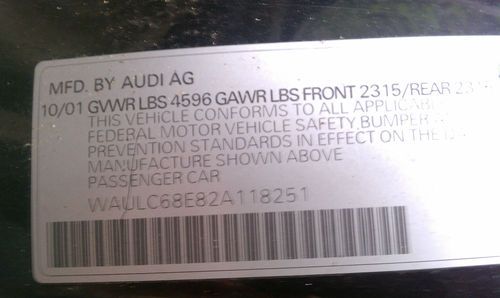 MFD. BY AUDI AG
10/01 GVWR LBS 4596 GAWR LBS FRONT 2315/REAR
THIS VEHICLE CONFORMS TO ALL
FEDERAL MOTOR VEHICLE SAFETY, BUMPER
PREVENTION STANDARDS IN EFFECT ON THE
MANUFACTURE SHOWN ABOVE
PASSENGER CAR
WAULC68E82A118251